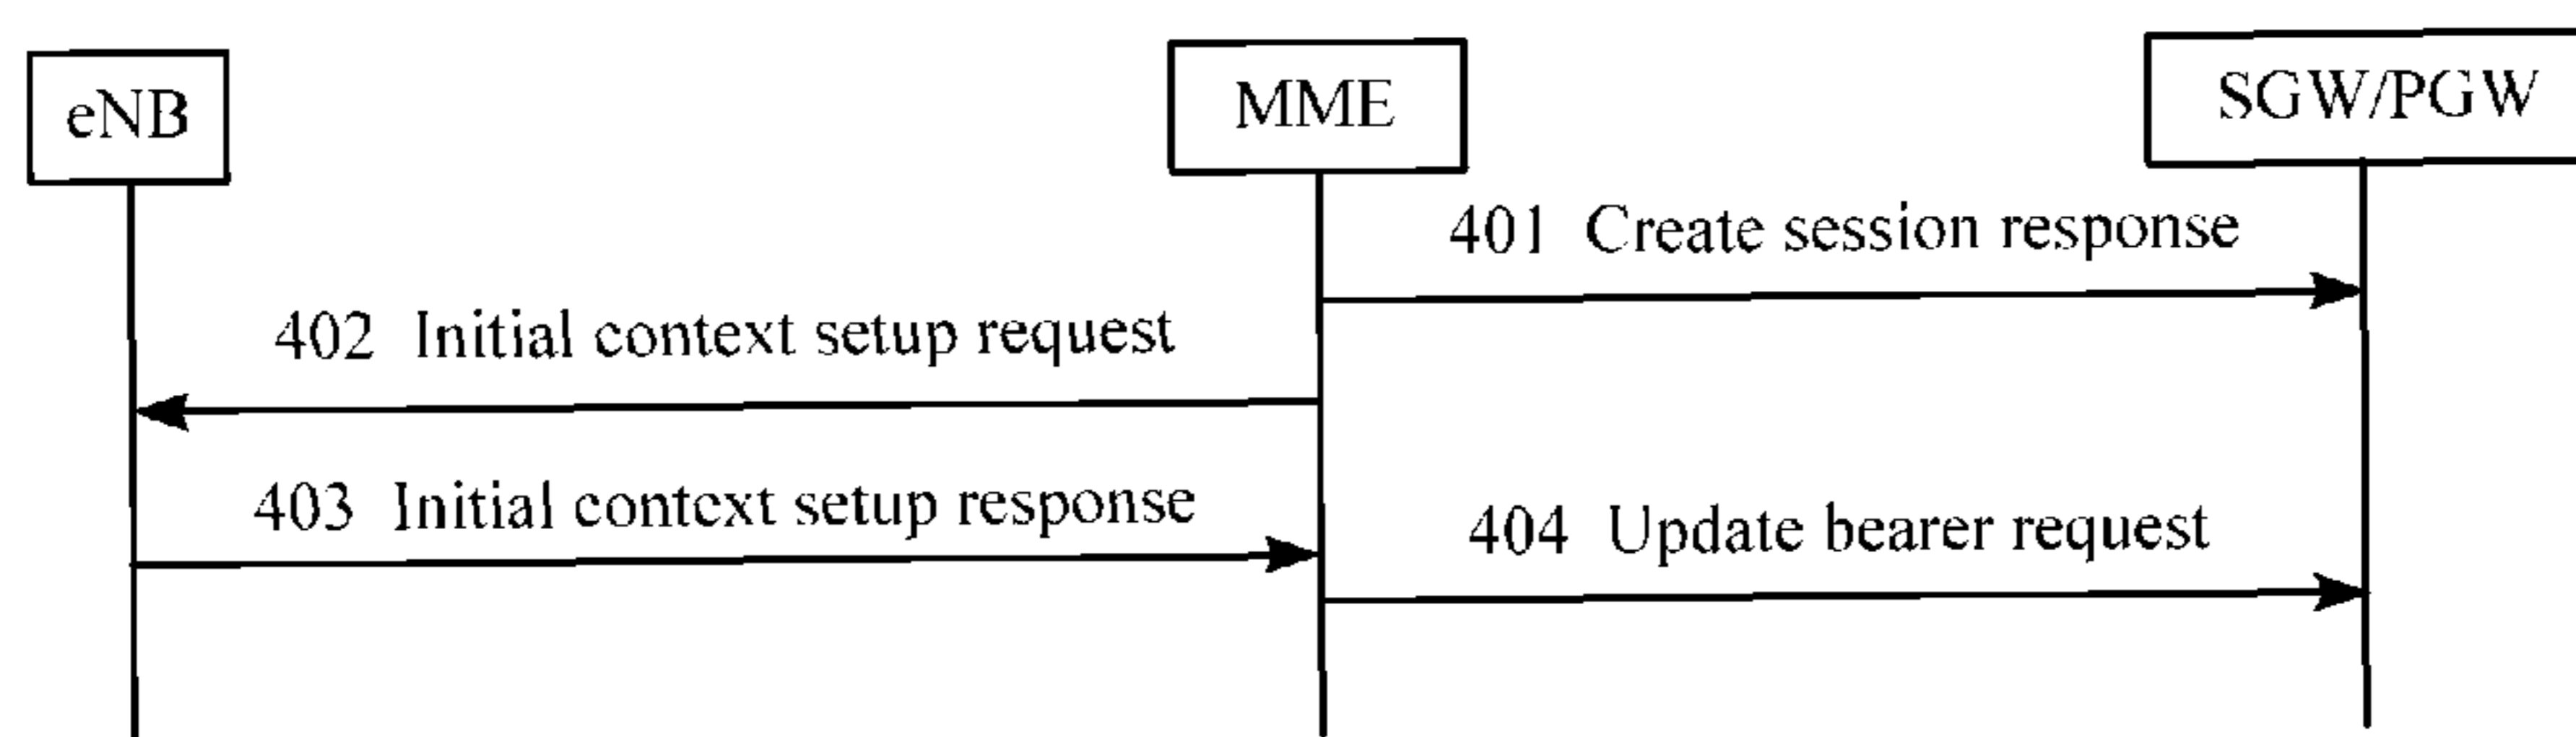 eNB
MME
SGW/PGW
401 Create session response
402 Initial context setup request
403 Initial context setup response
404 Update bearer request